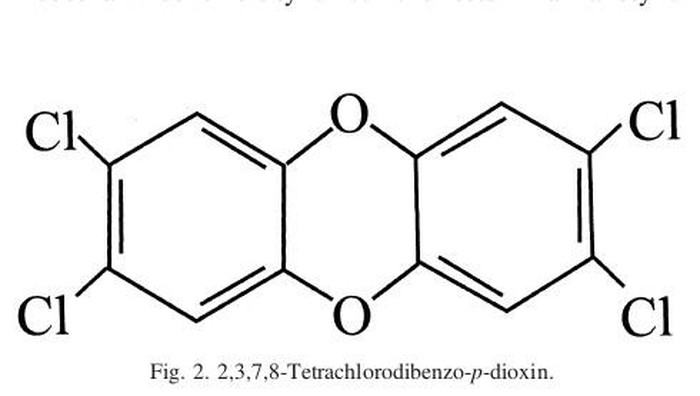 O
Cl Cl
Cl O Cl
Fig. 2. 2,3,7,8-Tetrachlorodibenzo-p-dioxin.